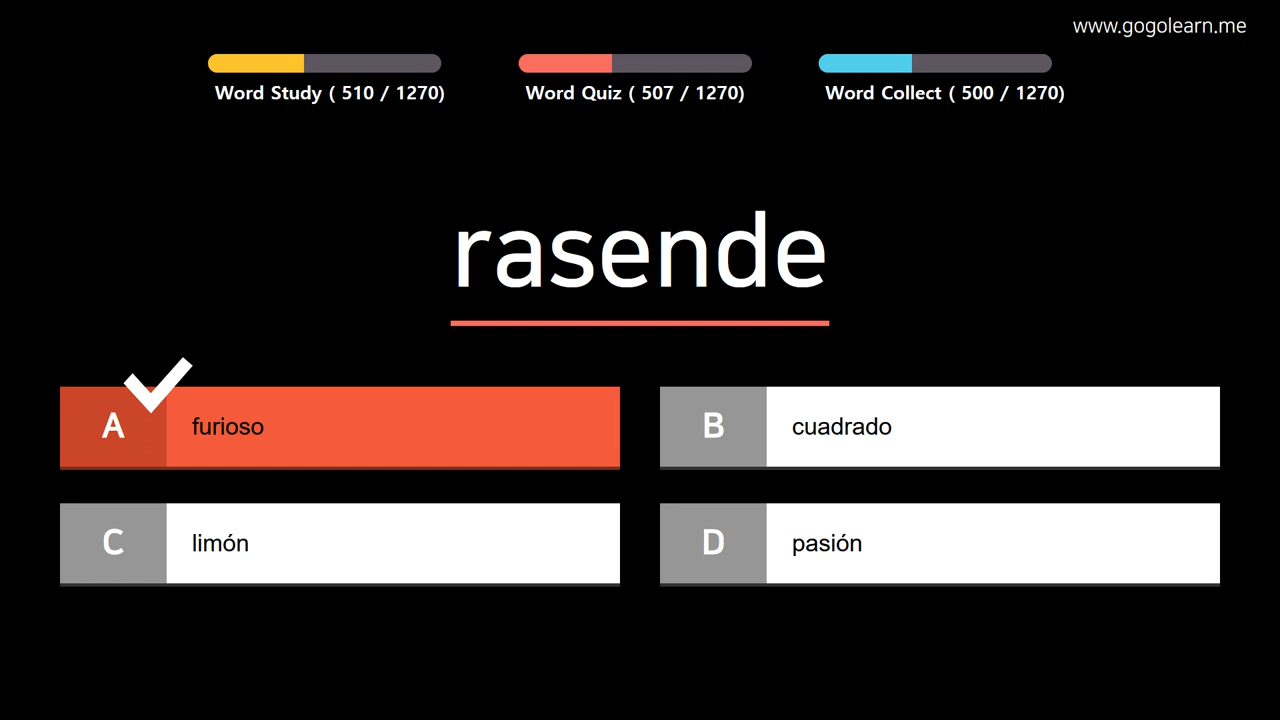 www.gogolearn.me
Word Study ( 510 / 1270)
Word Quiz ( 507 / 1270)
Word Collect ( 500 / 1270)
rasende
A furioso
B cuadrado
C limón
D pasión